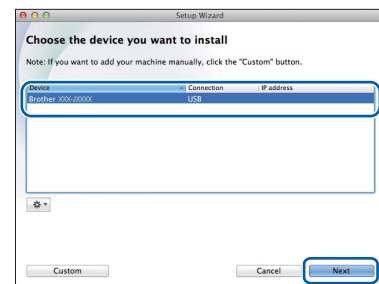 Setup Wizard
Choose the device you want to install
Note: If you want to add your machine manually, click the "Custom" button.
Device Connection IP address
Brother XXX-XXXXX USB
Custom Cancel Next